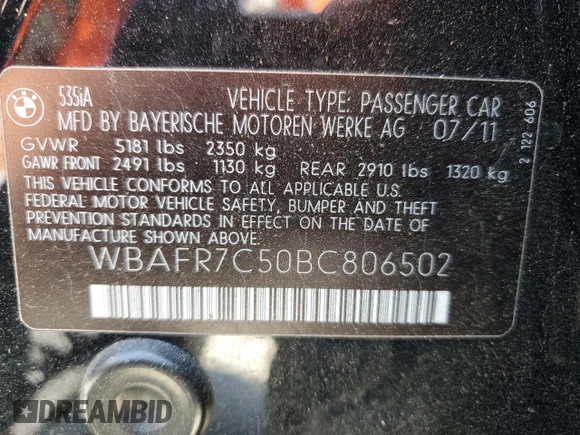 BMW
535iA
VEHICLE TYPE: PASSENGER CAR
MFD BY BAYERISCHE MOTOREN WERKE AG 07/11
GVWR 5181 lbs 2350 kg
GAWR FRONT 2491 lbs 1130 kg REAR 2910 lbs 1320 kg
THIS VEHICLE CONFORMS TO ALL APPLICABLE U.S.
FEDERAL MOTOR VEHICLE SAFETY, BUMPER AND THEFT
PREVENTION STANDARDS IN EFFECT ON THE DATE OF
MANUFACTURE SHOWN ABOVE.
WBAFR7C50BC806502
2 122 606
DREAMBID